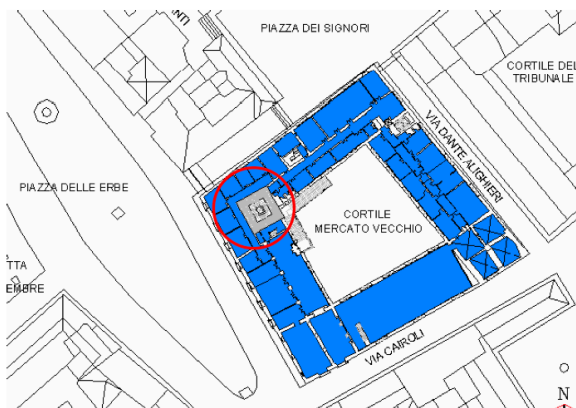 NTI
PIAZZA DEI SIGNORI
CORTILE DEL
TRIBUNALE
VIA DANTE ALIGHIERI
PIAZZA DELLE ERBE
CORTILE
MERCATO VECCHIO
TTA
EMBRE
VIA CAIROLI
N